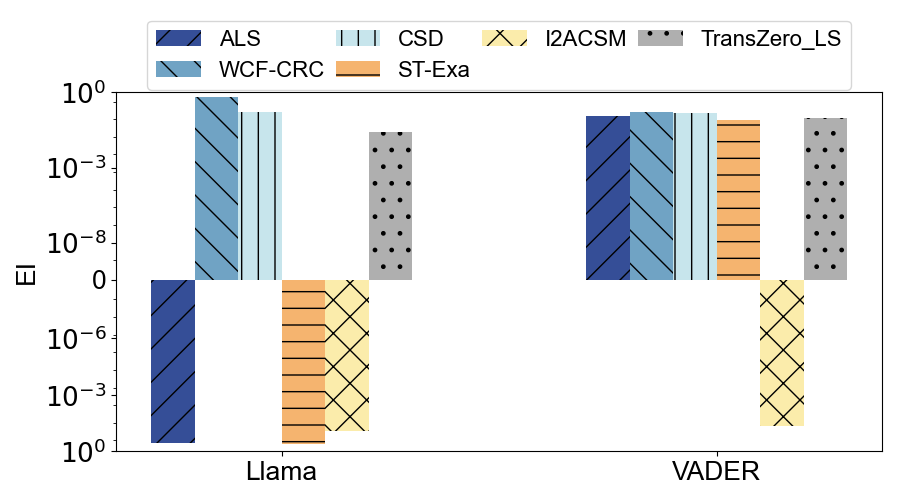 ALS CSD I2ACSM TransZero_LS
WCF-CRC ST-Exa
10^0
10^-3
10^-8
0
10^-6
10^-3
10^0
EI
Llama VADER